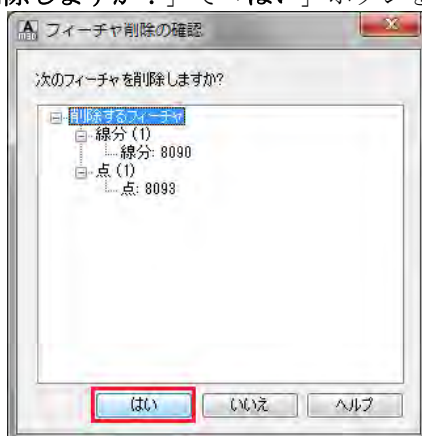 除しますか？」で「はい」ボタンを
フィーチャ削除の確認
次のフィーチャを削除しますか?
削除するフィーチャ
線分 (1)
線分: 8090
点 (1)
点: 8093
はい
いいえ
ヘルプ